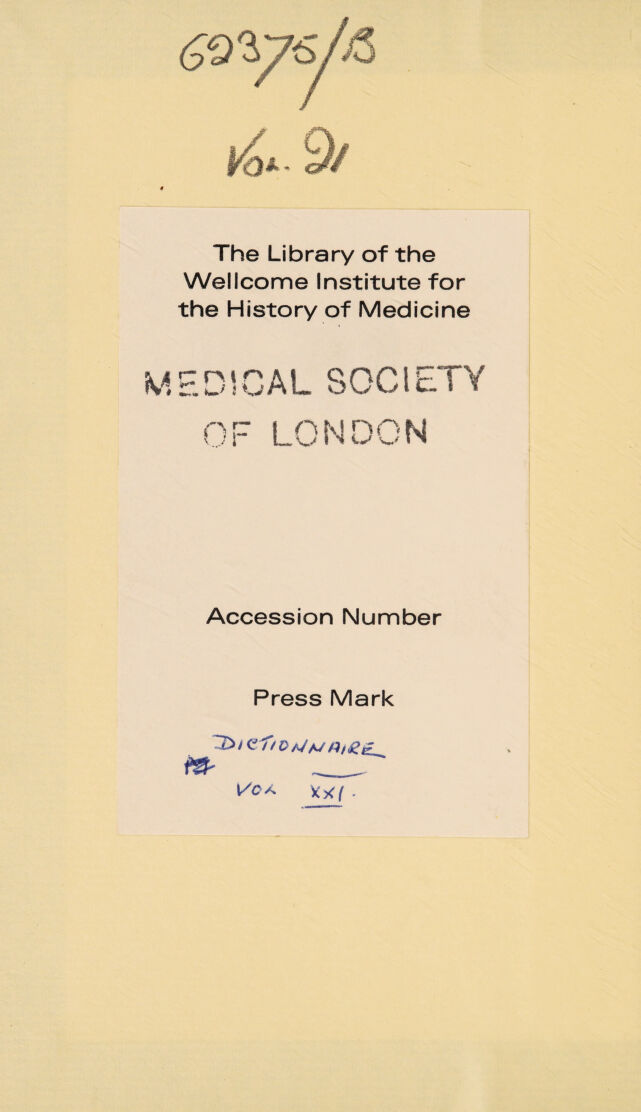 62375/B
Vol. 21
The Library of the
Wellcome Institute for
the History of Medicine
MEDICAL SOCIETY
OF LONDON
Accession Number
Press Mark
DICTIONNAIRE
VOL XXI.